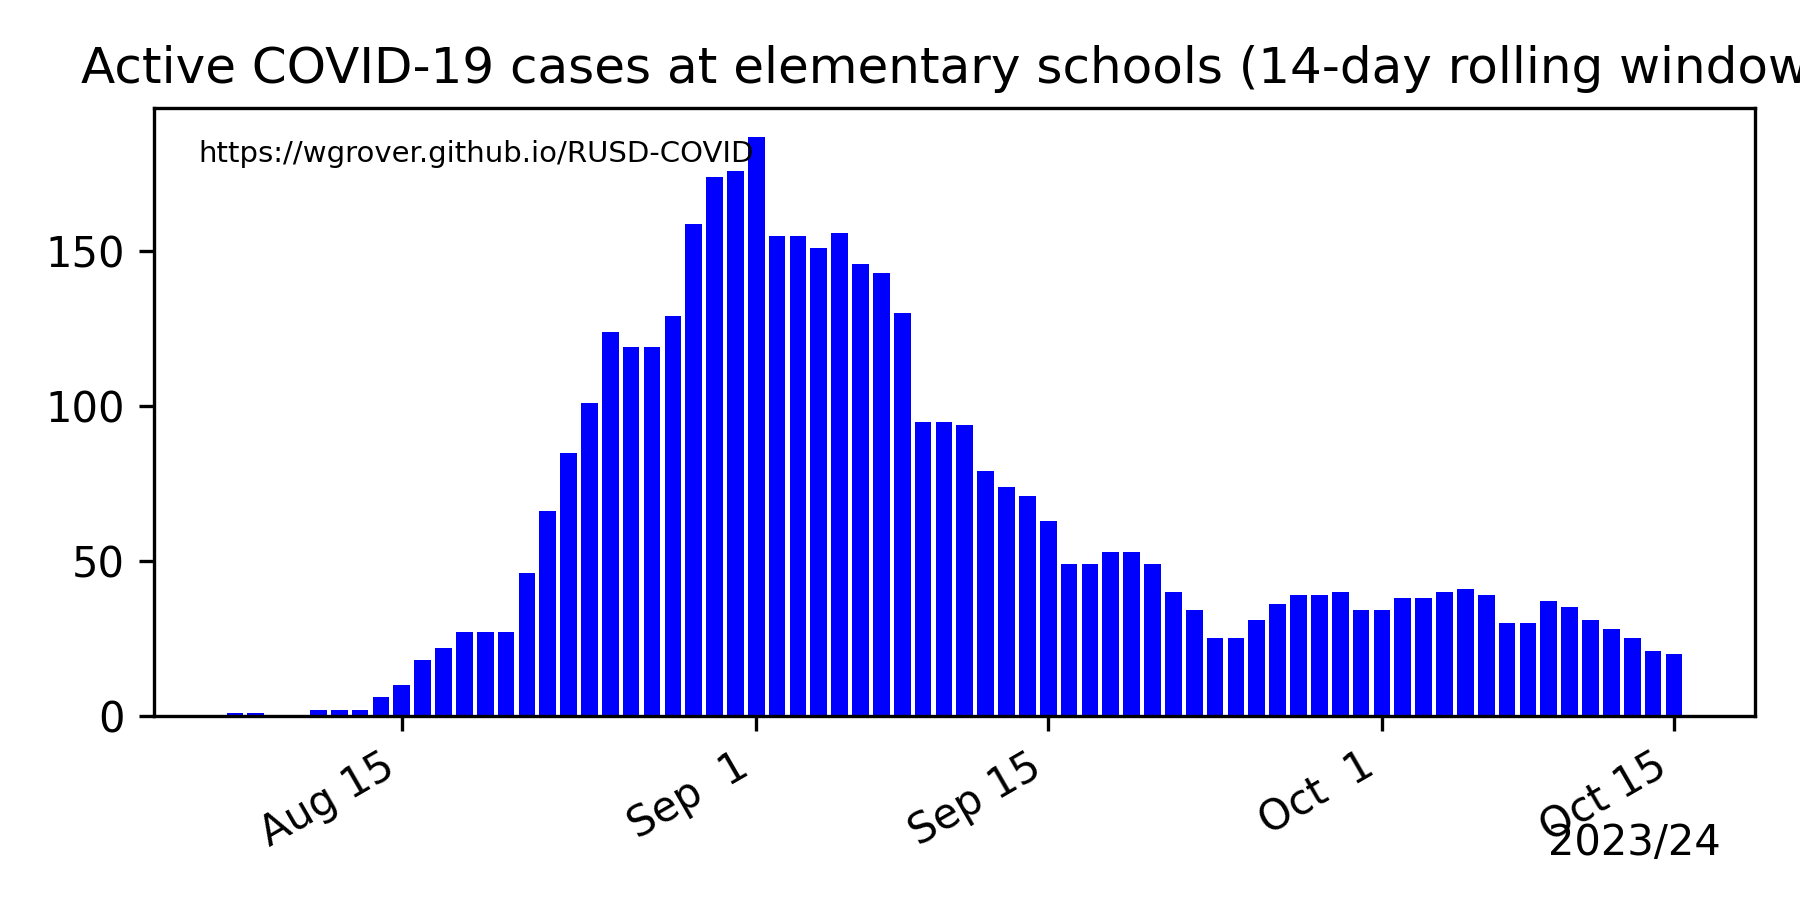 Active COVID-19 cases at elementary schools (14-day rolling window
https://wgrover.github.io/RUSD-COVID
150
100
50
0
Aug 15
Sep 1
Sep 15
Oct 1
Oct 15
2023/24